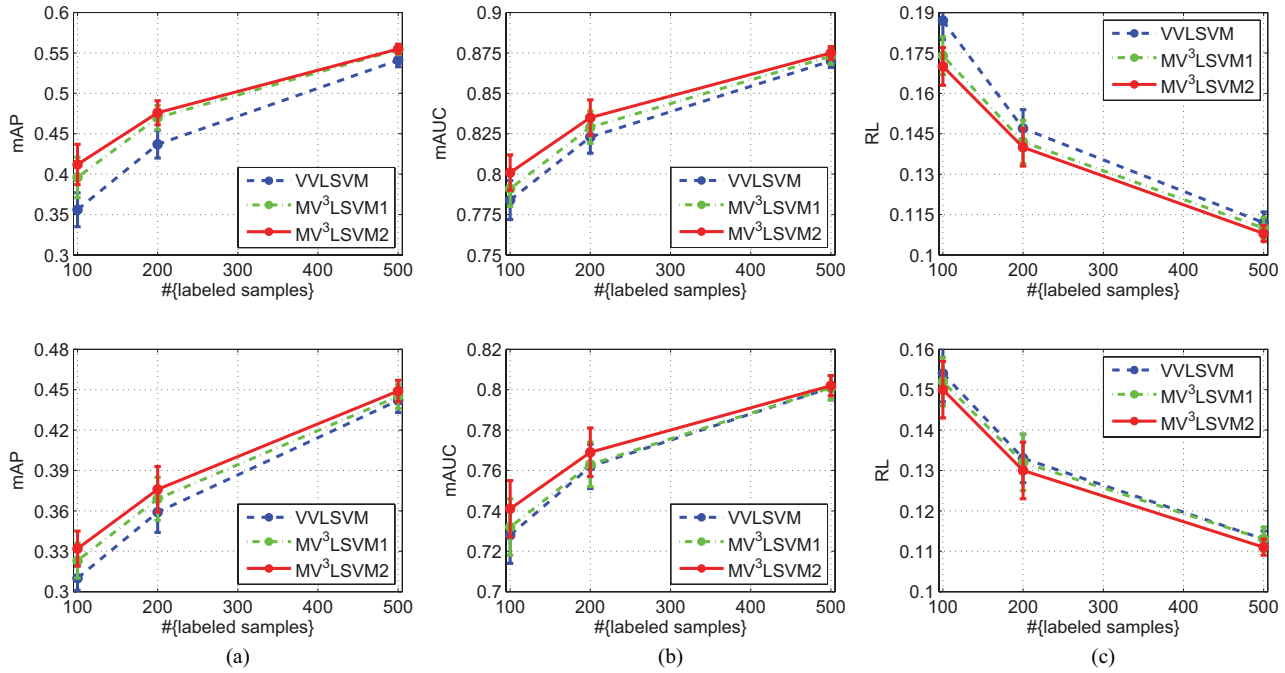 0.6
0.55
0.5
0.45
0.4
0.35
0.3
mAP
100 200 300 400 500
#{labeled samples}
VVLSVM
MV³LSVM1
MV³LSVM2
0.9
0.875
0.85
0.825
0.8
0.775
0.75
mAUC
100 200 300 400 500
#{labeled samples}
VVLSVM
MV³LSVM1
MV³LSVM2
0.19
0.175
0.16
0.145
0.13
0.115
0.1
RL
100 200 300 400 500
#{labeled samples}
VVLSVM
MV³LSVM1
MV³LSVM2
0.48
0.45
0.42
0.39
0.36
0.33
0.3
mAP
100 200 300 400 500
#{labeled samples}
VVLSVM
MV³LSVM1
MV³LSVM2
(a)
0.82
0.8
0.78
0.76
0.74
0.72
0.7
mAUC
100 200 300 400 500
#{labeled samples}
VVLSVM
MV³LSVM1
MV³LSVM2
(b)
0.16
0.15
0.14
0.13
0.12
0.11
0.1
RL
100 200 300 400 500
#{labeled samples}
VVLSVM
MV³LSVM1
MV³LSVM2
(c)